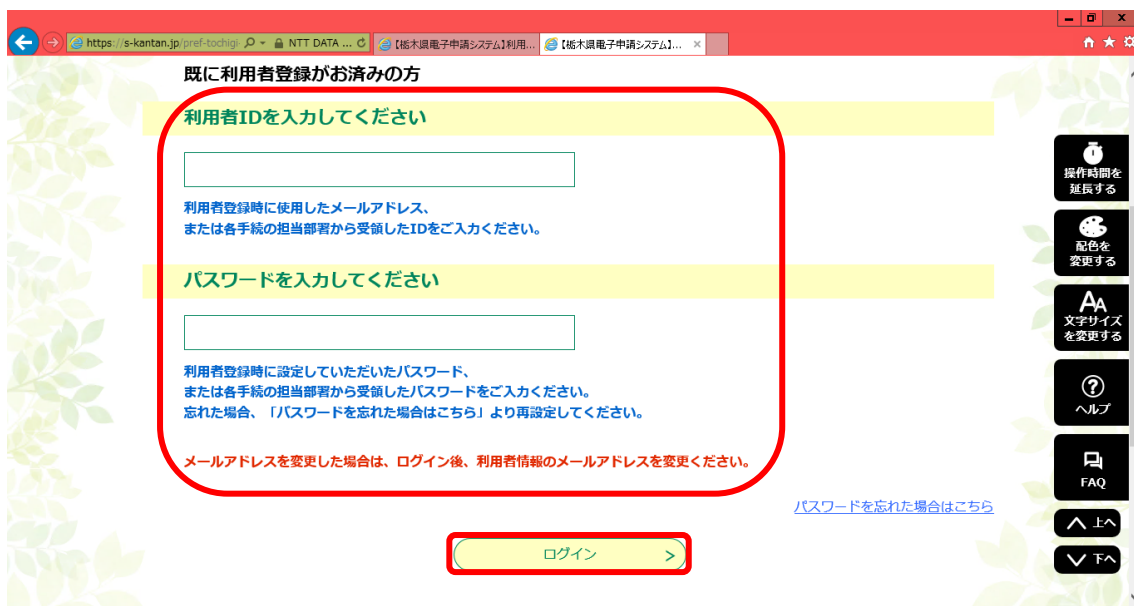 https://s-kantan.jp/pref-tochigi-
NTT DATA ...
【栃木県電子申請システム】利用...
【栃木県電子申請システム】...
既に利用者登録がお済みの方
利用者IDを入力してください
利用者登録時に使用したメールアドレス、
または各手続の担当部署から受領したIDをご入力ください。
パスワードを入力してください
利用者登録時に設定していただいたパスワード、
または各手続の担当部署から受領したパスワードをご入力ください。
忘れた場合、「パスワードを忘れた場合はこちら」より再設定してください。
メールアドレスを変更した場合は、ログイン後、利用者情報のメールアドレスを変更ください。
パスワードを忘れた場合はこちら
ログイン
操作時間を
延長する
配色を
変更する
AA
文字サイズ
を変更する
?
ヘルプ
FAQ
上へ
下へ